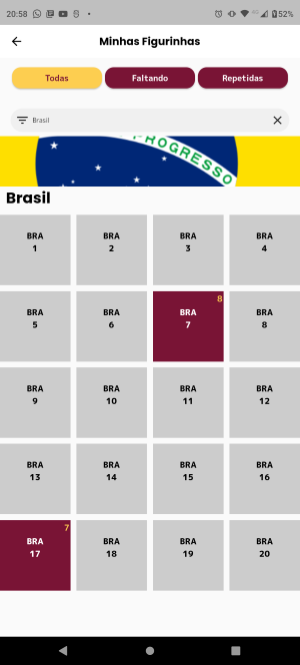 20:58
52%
Minhas Figurinhas
Todas
Faltando
Repetidas
Brasil
PROGRESSO
Brasil
BRA
1
BRA
2
BRA
3
BRA
4
BRA
5
BRA
6
8
BRA
7
BRA
8
BRA
9
BRA
10
BRA
11
BRA
12
BRA
13
BRA
14
BRA
15
BRA
16
7
BRA
17
BRA
18
BRA
19
BRA
20